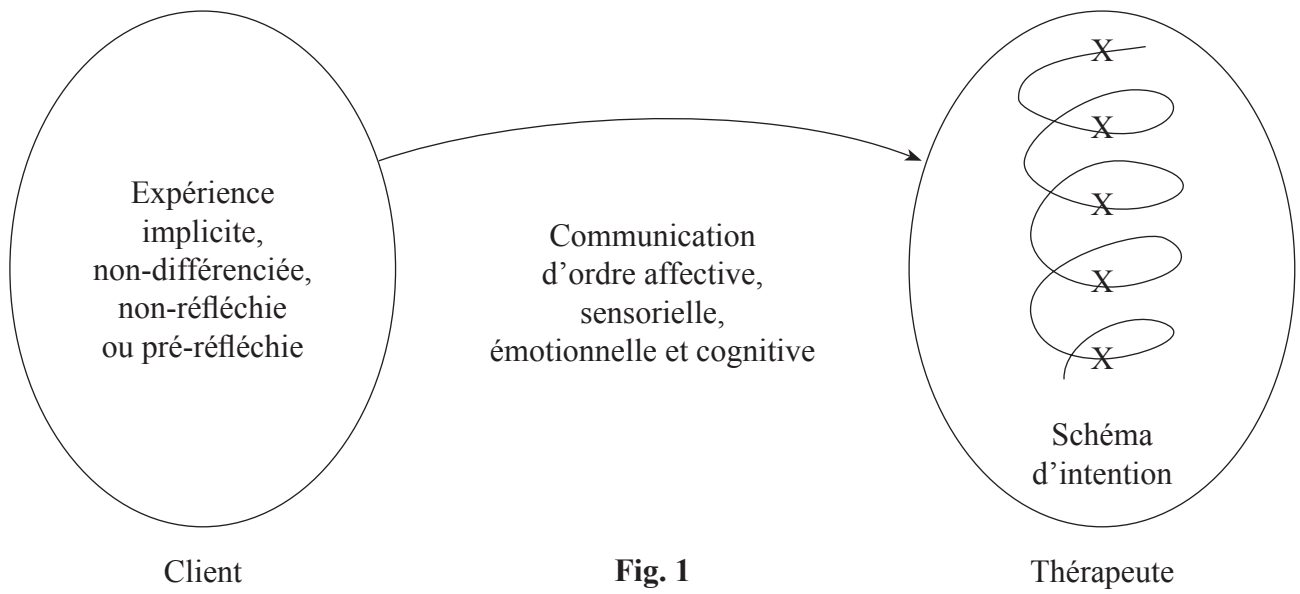 Expérience
implicite,
non-différenciée,
non-réfléchie
ou pré-réfléchie
Communication
d'ordre affective,
sensorielle,
émotionnelle et cognitive
X
X
X
X
X
Schéma
d'intention
Client
Fig. 1
Thérapeute